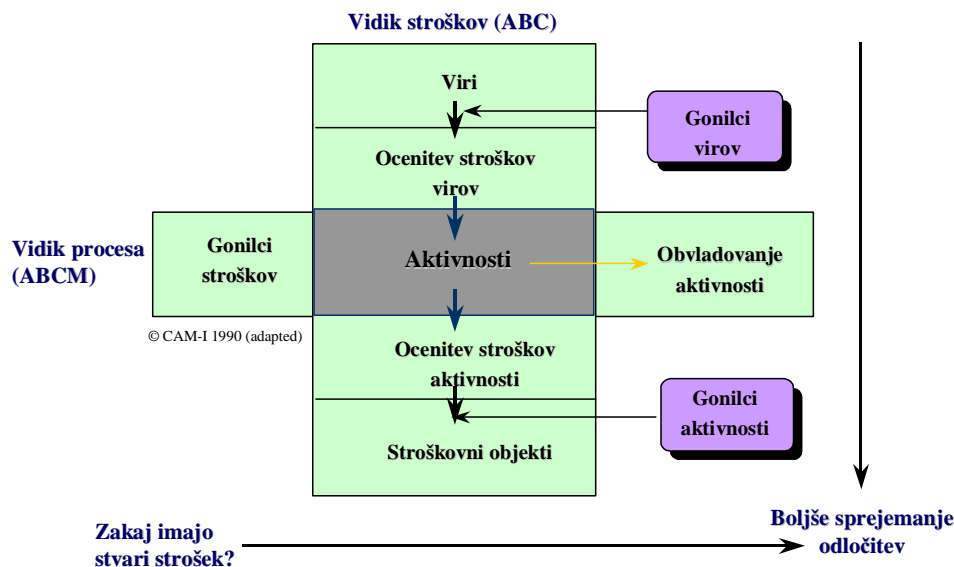 Vidik stroškov (ABC)
Viri
Gonilci
virov
Ocenitev stroškov
virov
Vidik procesa
(ABCM)
Gonilci
stroškov
Aktivnosti
Obvladovanje
aktivnosti
© CAM-I 1990 (adapted)
Ocenitev stroškov
aktivnosti
Gonilci
aktivnosti
Stroškovni objekti
Zakaj imajo
stvari strošek?
Boljše sprejemanje
odločitev